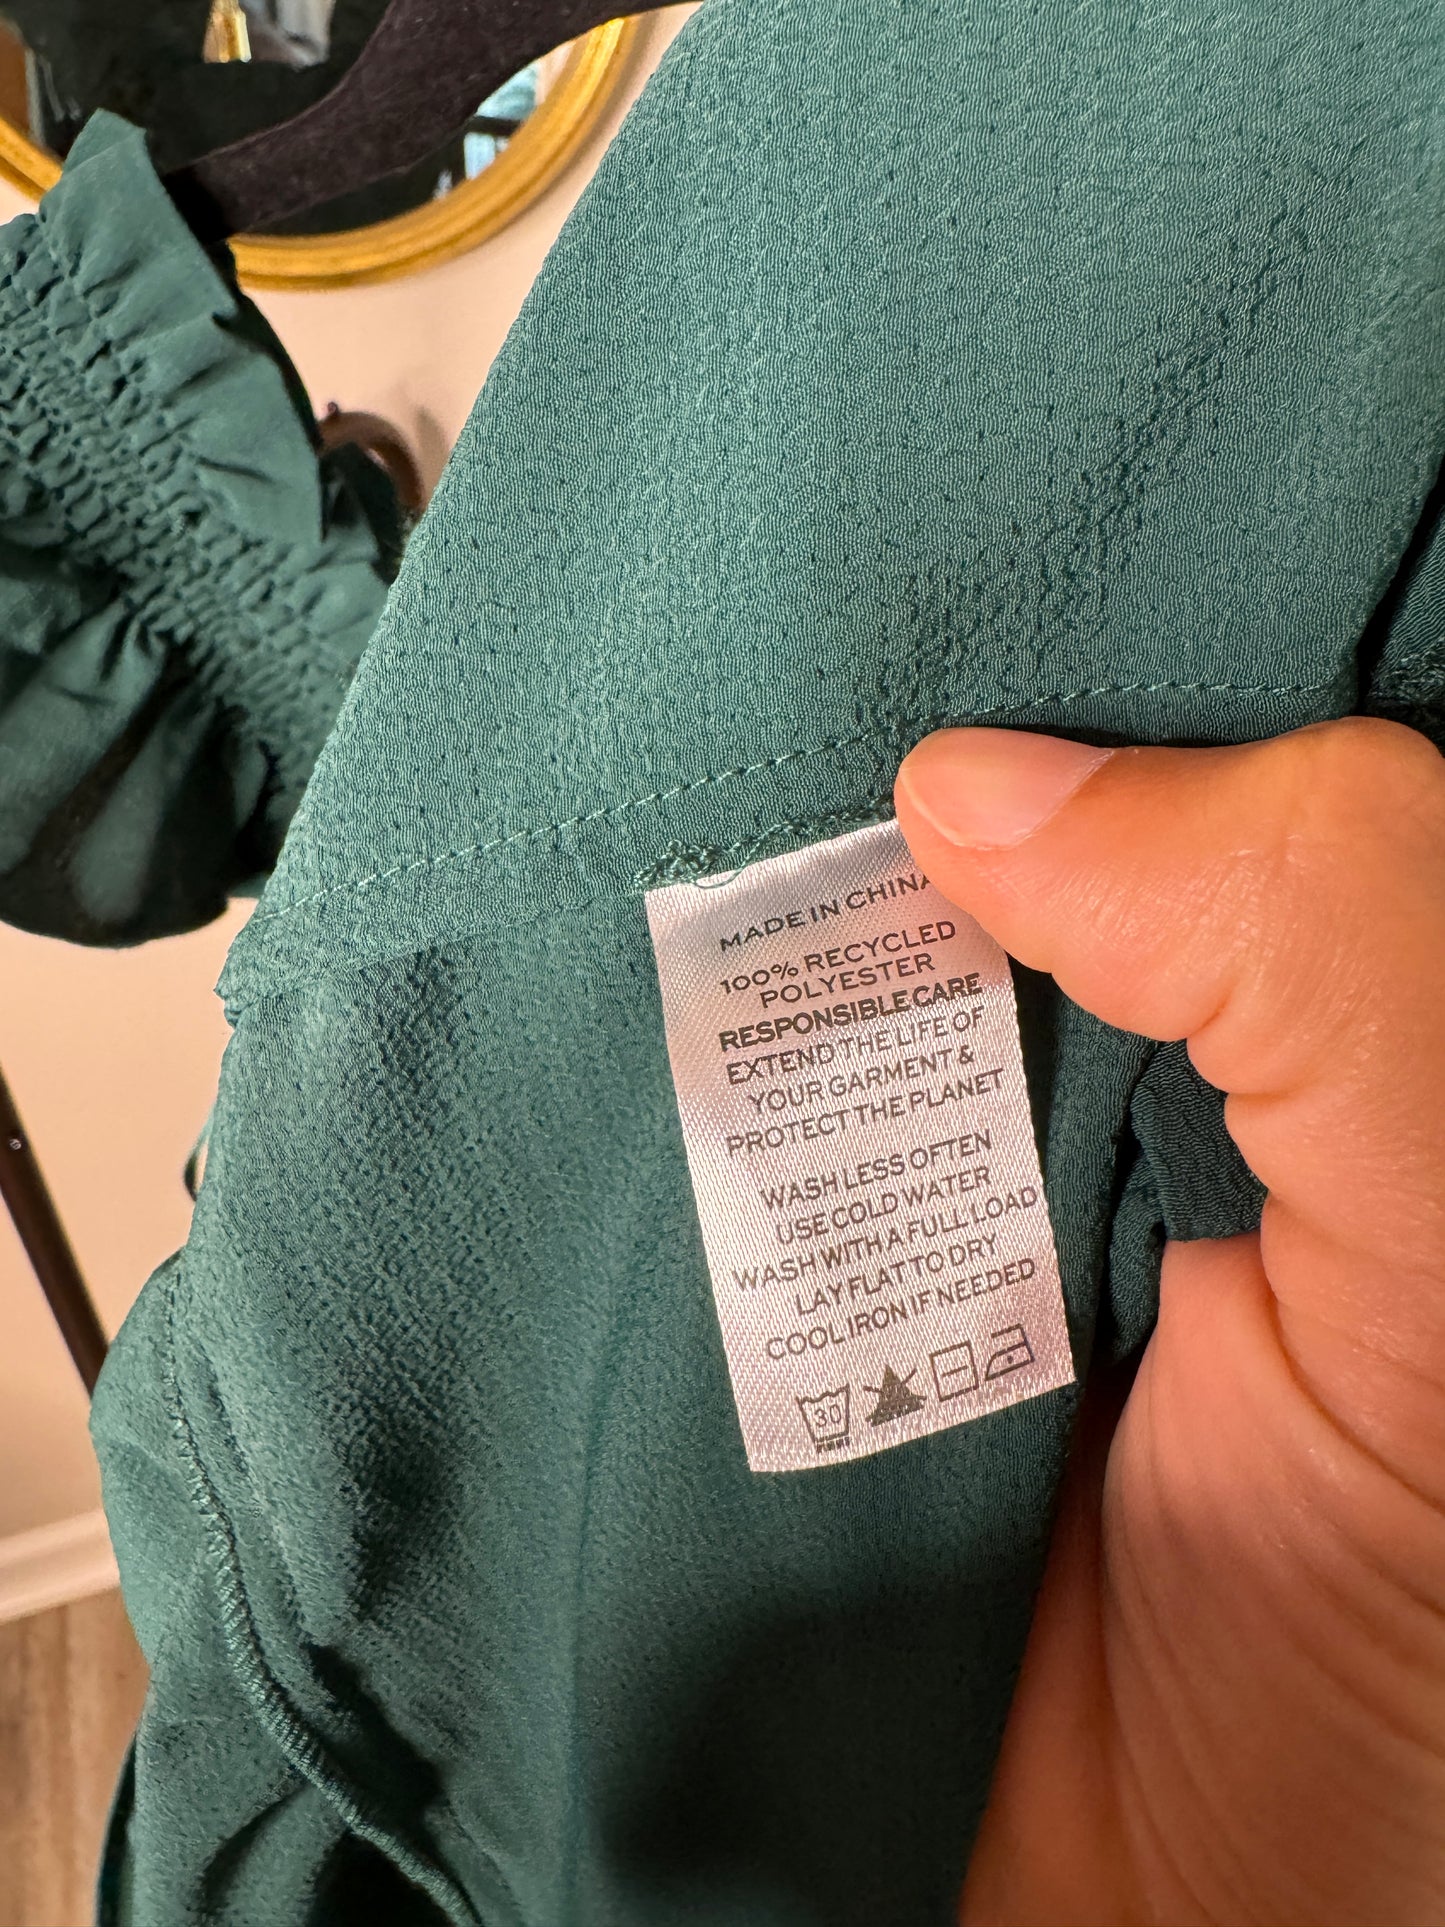 MADE IN CHINA
100% RECYCLED
POLYESTER
RESPONSIBLE CARE
EXTEND THE LIFE OF
YOUR GARMENT &
PROTECT THE PLANET
WASH LESS OFTEN
USE COLD WATER
WASH WITH A FULL LOAD
LAY FLAT TO DRY
COOL IRON IF NEEDED
30